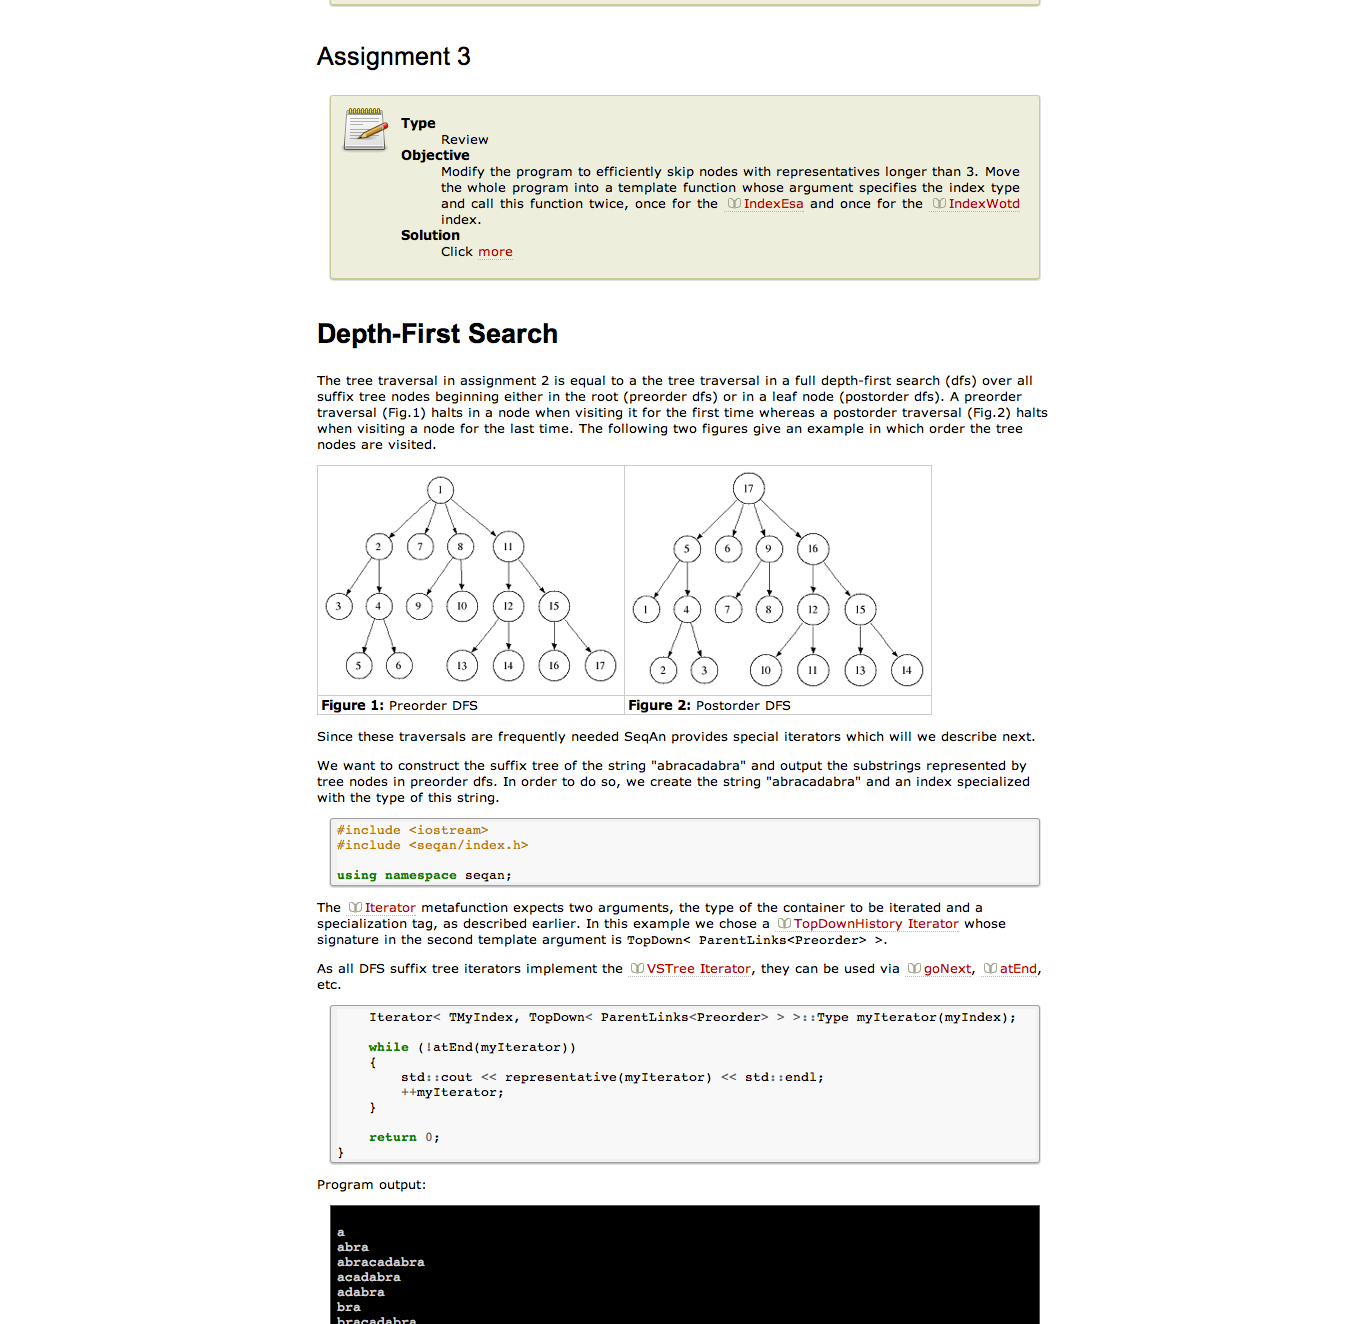 Assignment 3
Type
Review
Objective
Modify the program to efficiently skip nodes with representatives longer than 3. Move
the whole program into a template function whose argument specifies the index type
and call this function twice, once for the IndexEsa and once for the IndexWotd
index.
Solution
Click more
Depth-First Search
The tree traversal in assignment 2 is equal to a the tree traversal in a full depth-first search (dfs) over all
suffix tree nodes beginning either in the root (preorder dfs) or in a leaf node (postorder dfs). A preorder
traversal (Fig.1) halts in a node when visiting it for the first time whereas a postorder traversal (Fig.2) halts
when visiting a node for the last time. The following two figures give an example in which order the tree
nodes are visited.
1
2 7 8 11
3 4 9 10 12 15
5 6 13 14 16 17
Figure 1: Preorder DFS
17
5 6 9 16
1 4 7 8 12 15
2 3 10 11 13 14
Figure 2: Postorder DFS
Since these traversals are frequently needed SeqAn provides special iterators which will we describe next.
We want to construct the suffix tree of the string "abracadabra" and output the substrings represented by
tree nodes in preorder dfs. In order to do so, we create the string "abracadabra" and an index specialized
with the type of this string.
#include <iostream>
#include <seqan/index.h>
using namespace seqan;
The Iterator metafunction expects two arguments, the type of the container to be iterated and a
specialization tag, as described earlier. In this example we chose a TopDownHistory Iterator whose
signature in the second template argument is TopDown< ParentLinks<Preorder> >.
As all DFS suffix tree iterators implement the VSTree Iterator, they can be used via goNext, atEnd,
etc.
Iterator< TMyIndex, TopDown< ParentLinks<Preorder> > >::Type myIterator(myIndex);
while (!atEnd(myIterator))
{
std::cout << representative(myIterator) << std::endl;
++myIterator;
}
return 0;
}
Program output:
a
abra
abracadabra
acadabra
adabra
bra
bracadabra